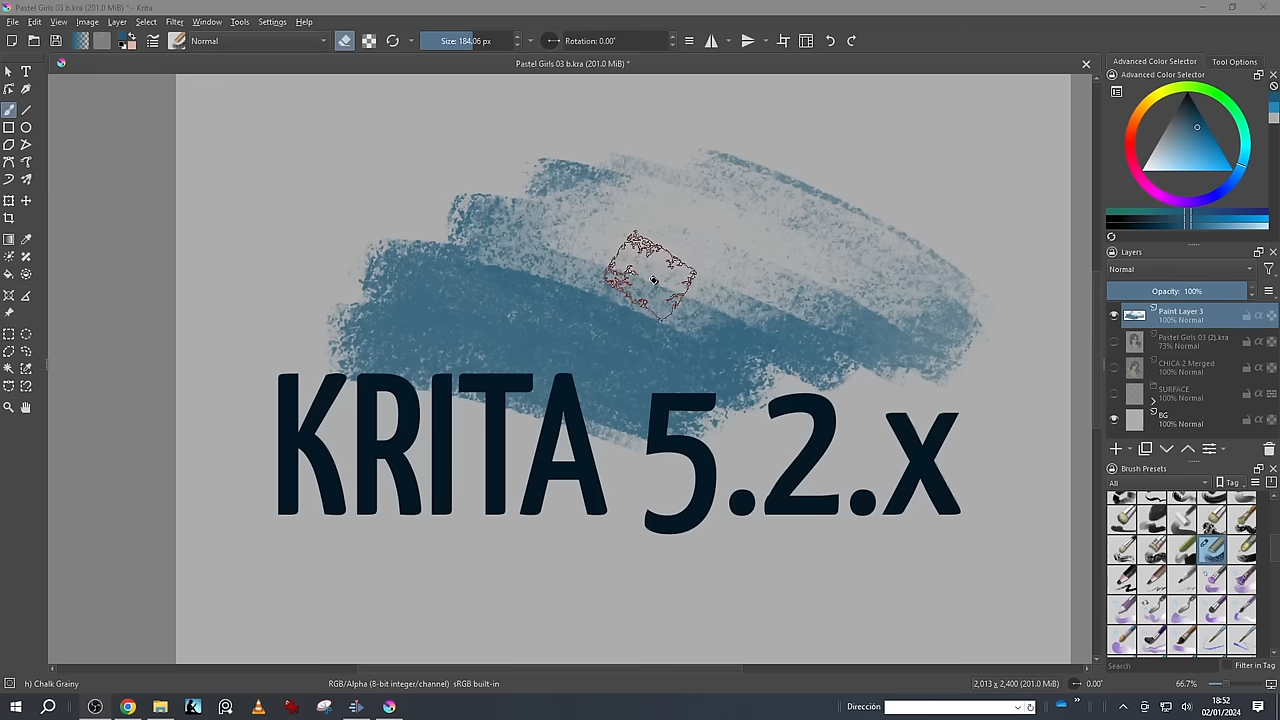 Pastel Girls 03 b.kra (201.0 MiB) * - Krita
File Edit View Image Layer Select Filter Window Tools Settings Help
Normal
Size: 184.06 px
Rotation: 0.00°
Pastel Girls 03 b.kra (201.0 MiB) *
Advanced Color Selector Tool Options
Advanced Color Selector
KRITA 5.2.x
Layers
Normal
Opacity: 100%
Paint Layer 3
100% Normal
Pastel Girls 03 (2).kra
73% Normal
CHICA 2 Merged
100% Normal
SURFACE
100% Normal
BG
100% Normal
Brush Presets
All
Tag
Search
Filter in Tag
h) Chalk Grainy
RGB/Alpha (8-bit integer/channel) sRGB built-in
2,013 x 2,400 (201.0 MiB)
0.00°
66.7%
Dirección
18:52
02/01/2024